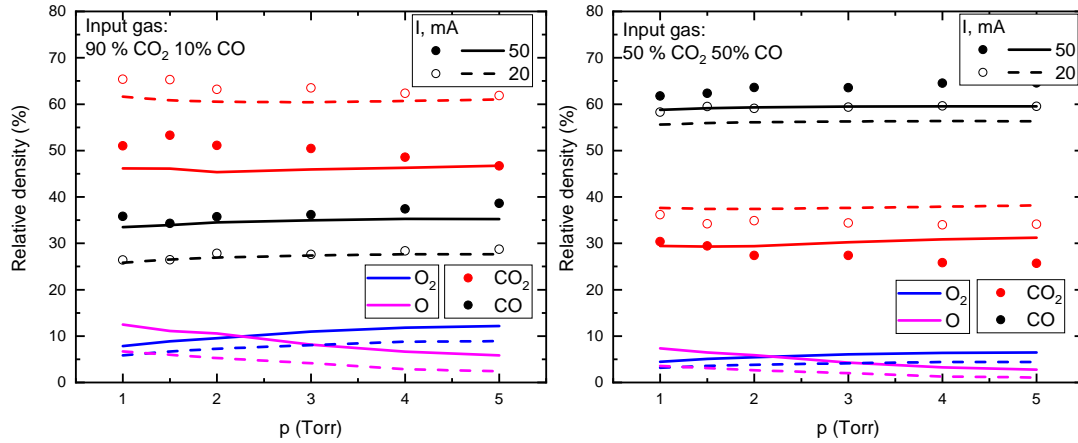 Input gas:
90 % CO2 10% CO
I, mA
50
20
O2
O
CO2
CO
Relative density (%)
80
70
60
50
40
30
20
10
0
1 2 3 4 5
p (Torr)
Input gas:
50 % CO2 50% CO
I, mA
50
20
O2
O
CO2
CO
Relative density (%)
80
70
60
50
40
30
20
10
0
1 2 3 4 5
p (Torr)